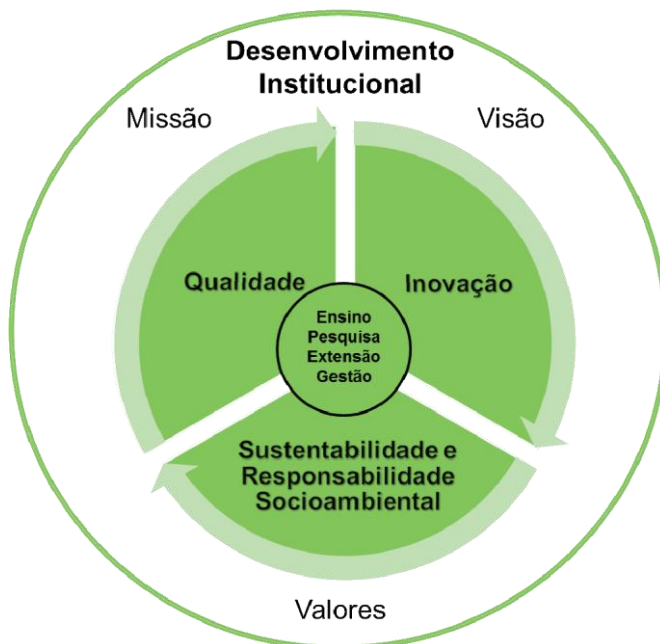 Desenvolvimento
Institucional
Missão
Visão
Qualidade
Inovação
Ensino
Pesquisa
Extensão
Gestão
Sustentabilidade e
Responsabilidade
Socioambiental
Valores